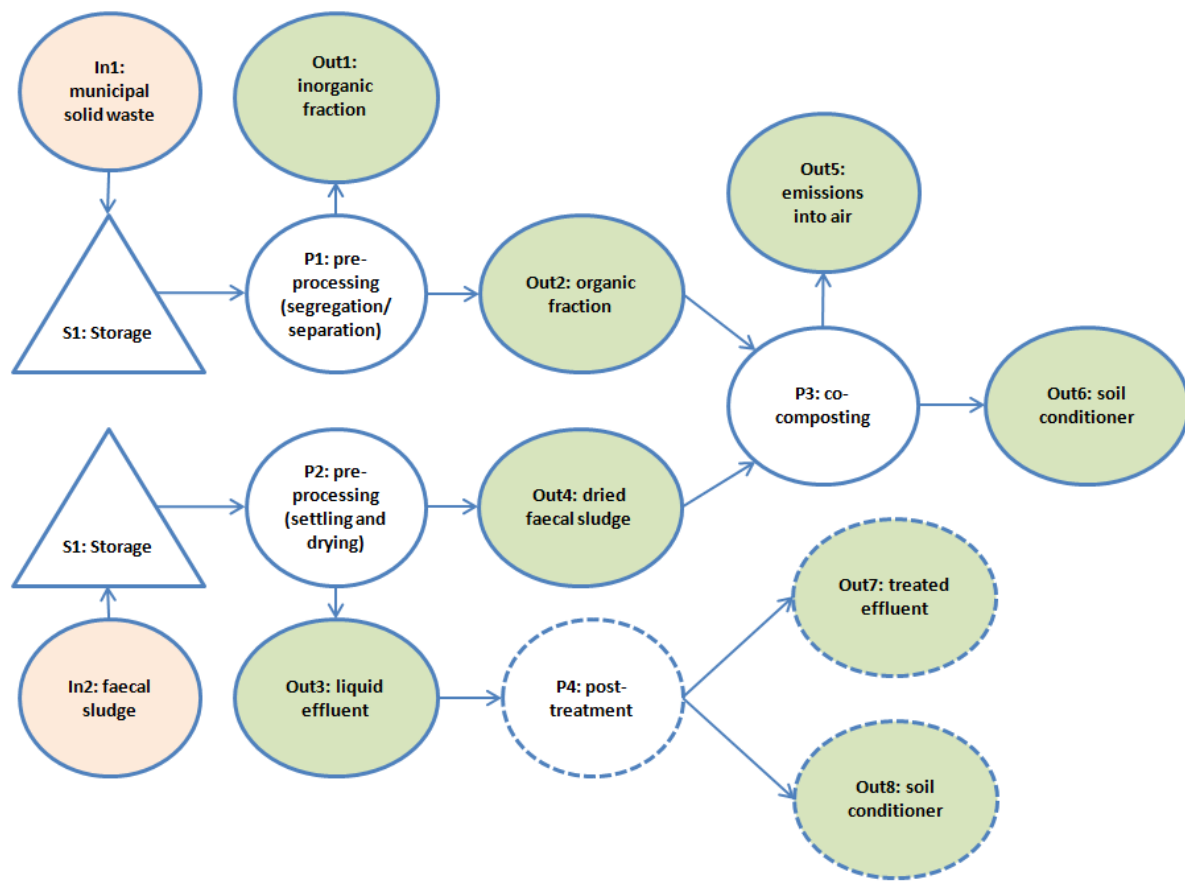 In1:
municipal
solid waste
Out1:
inorganic
fraction
Out5:
emissions
into air
S1: Storage
P1: pre-
processing
(segregation/
separation)
Out2: organic
fraction
P3: co-
composting
Out6: soil
conditioner
S1: Storage
P2: pre-
processing
(settling and
drying)
Out4: dried
faecal sludge
Out7: treated
effluent
In2: faecal
sludge
Out3: liquid
effluent
P4: post-
treatment
Out8: soil
conditioner